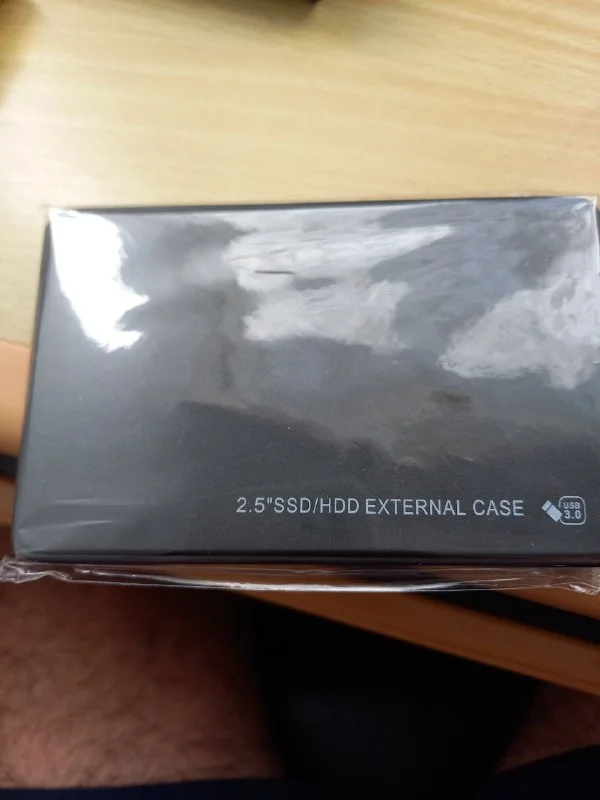 2.5"SSD/HDD EXTERNAL CASE
USB
3.0